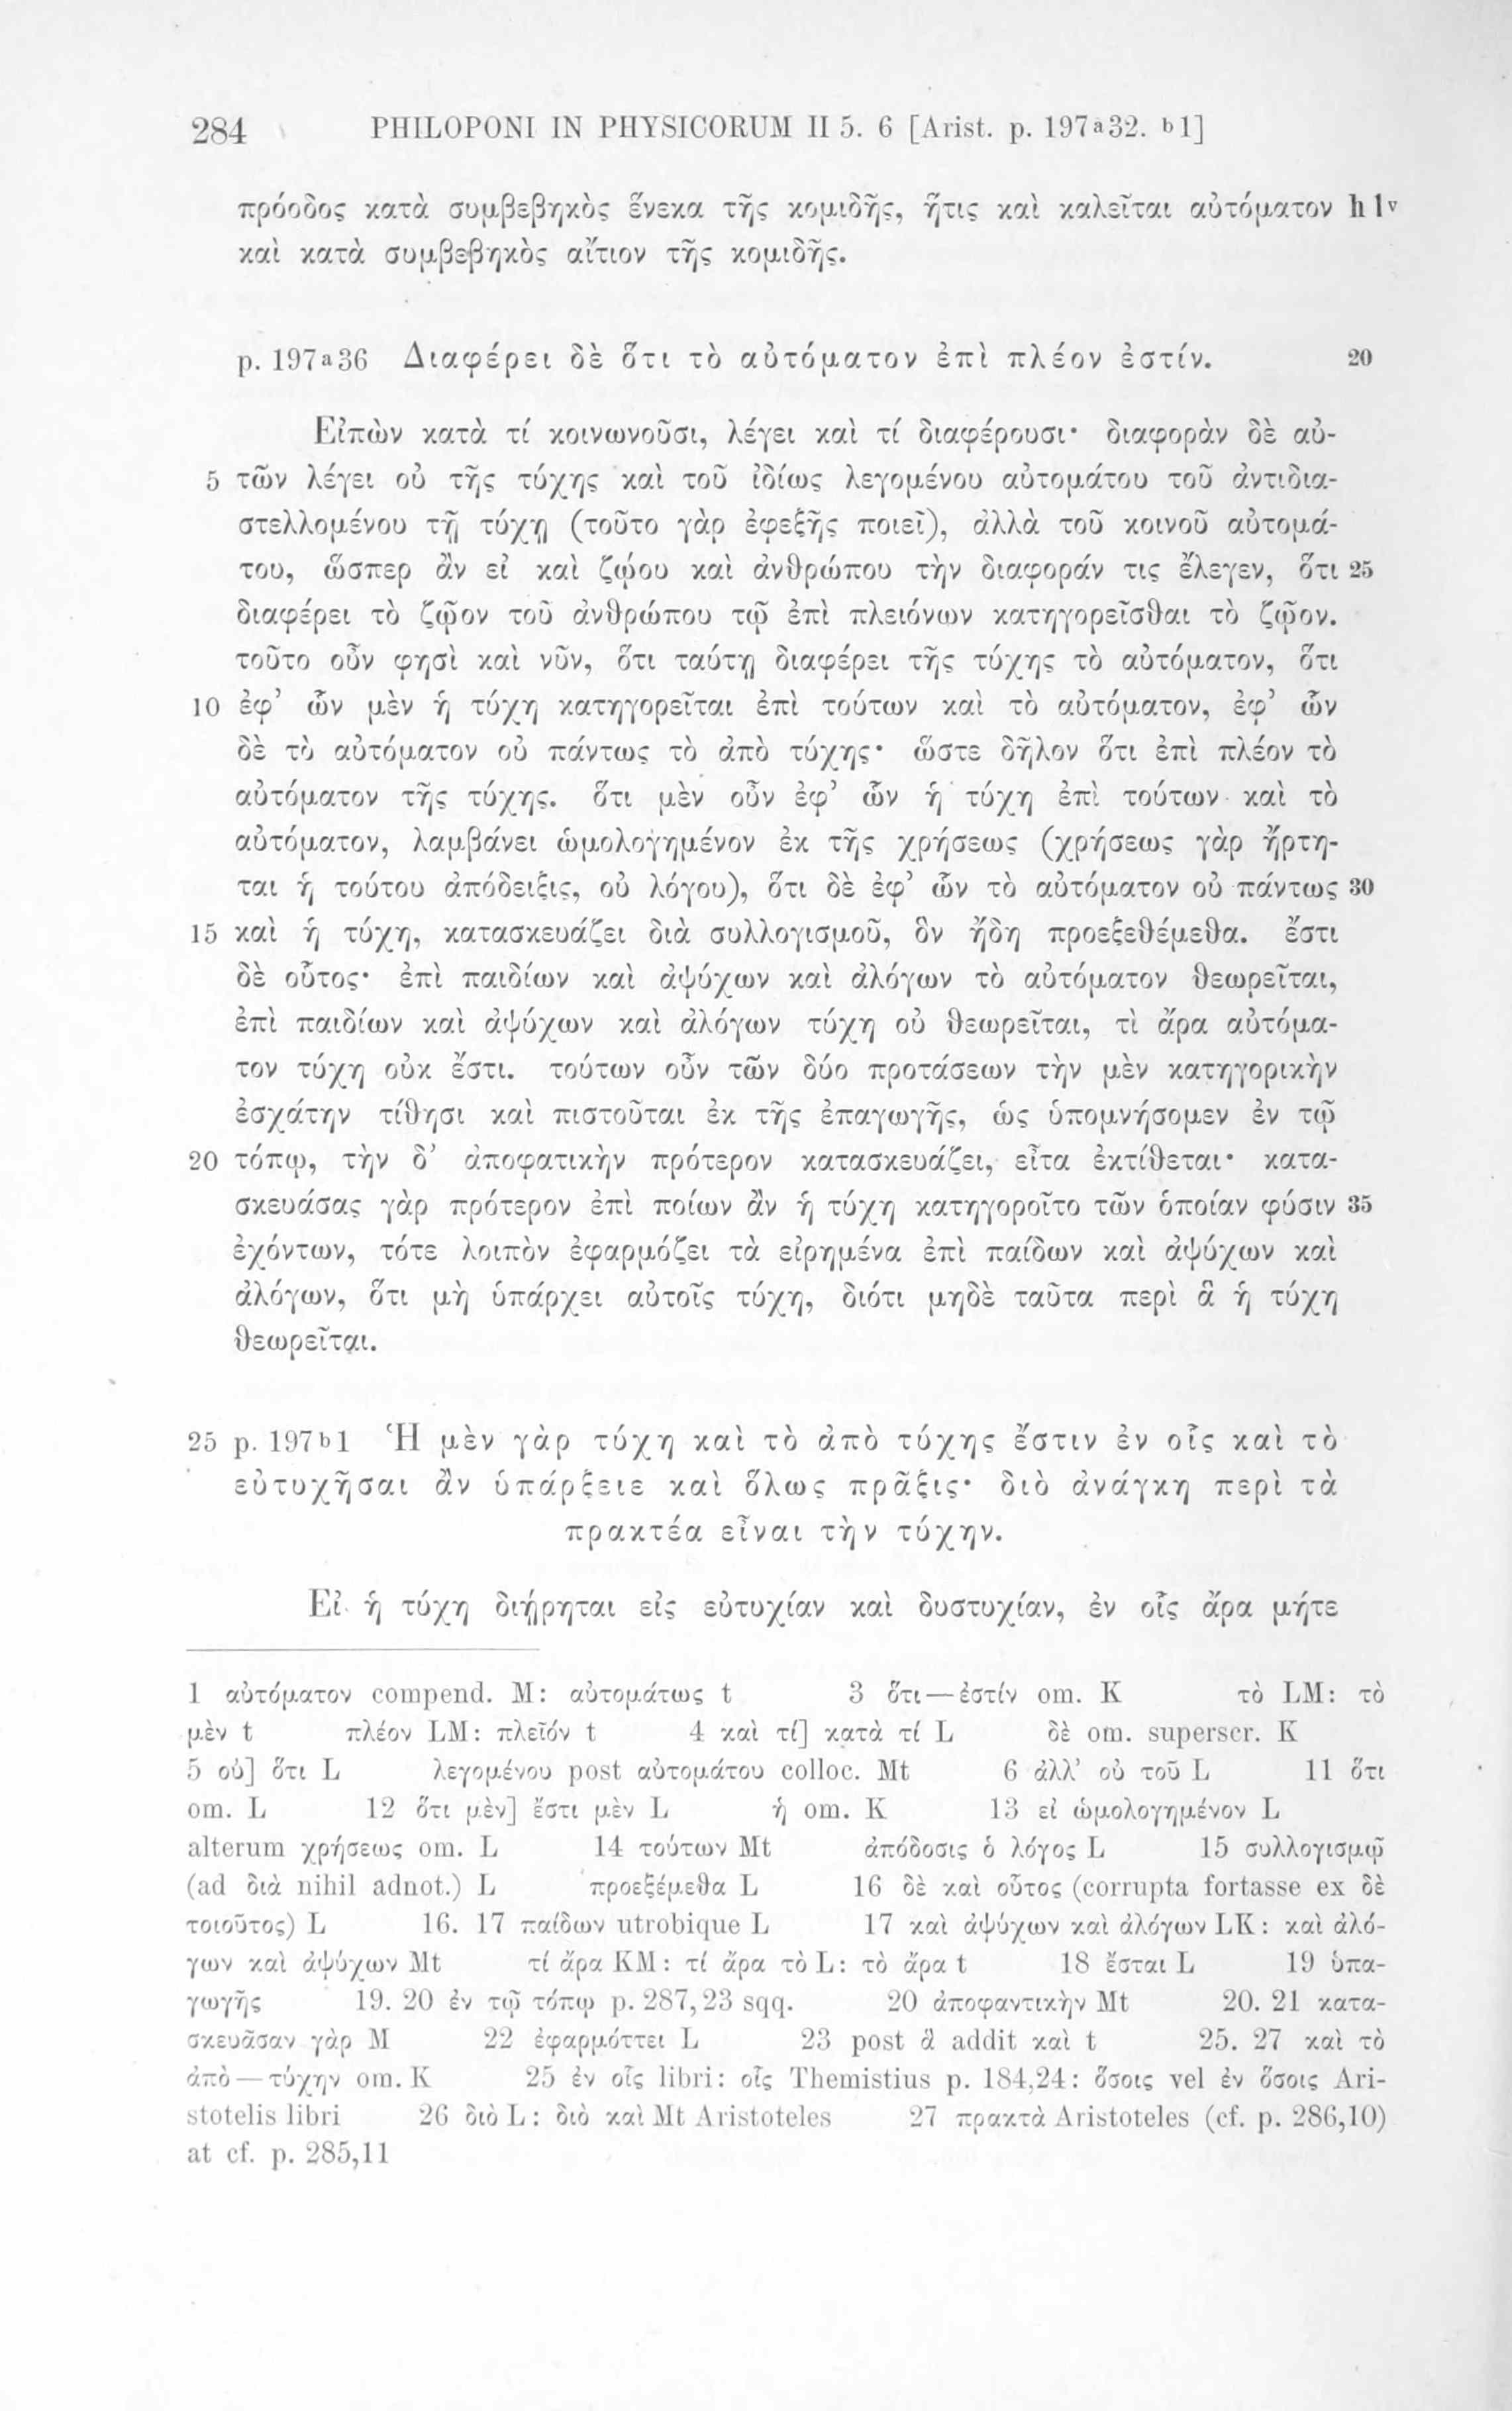 284 PHILOPONI IN PHYSICORUM II 5. 6 [Arist. p. 197a32. b1]
πρόοδος κατὰ συμβεβηκὸς ἕνεκα τῆς κομιδῆς, ἥτις καὶ καλεῖται αὐτόματον h 1v
καὶ κατὰ συμβεβηκὸς αἴτιον τῆς κομιδῆς.
p. 197a36 Διαφέρει δὲ ὅτι τὸ αὐτόματον ἐπὶ πλέον ἐστίν. 20
Εἰπὼν κατὰ τί κοινωνοῦσι, λέγει καὶ τί διαφέρουσι· διαφορὰν δὲ αὐ-
5 τῶν λέγει οὐ τῆς τύχης καὶ τοῦ ἰδίως λεγομένου αὐτομάτου τοῦ ἀντιδια-
στελλομένου τῇ τύχῃ (τοῦτο γὰρ ἐφεξῆς ποιεῖ), ἀλλὰ τοῦ κοινοῦ αὐτομά-
του, ὥσπερ ἂν εἰ καὶ ζῴου καὶ ἀνθρώπου τὴν διαφοράν τις ἔλεγεν, ὅτι 25
διαφέρει τὸ ζῷον τοῦ ἀνθρώπου τῷ ἐπὶ πλειόνων κατηγορεῖσθαι τὸ ζῷον.
τοῦτο οὖν φησὶ καὶ νῦν, ὅτι ταύτῃ διαφέρει τῆς τύχης τὸ αὐτόματον, ὅτι
10 ἐφ’ ὧν μὲν ἡ τύχη κατηγορεῖται ἐπὶ τούτων καὶ τὸ αὐτόματον, ἐφ’ ὧν
δὲ τὸ αὐτόματον οὐ πάντως τὸ ἀπὸ τύχης· ὥστε δῆλον ὅτι ἐπὶ πλέον τὸ
αὐτόματον τῆς τύχης. ὅτι μὲν οὖν ἐφ’ ὧν ἡ τύχη ἐπὶ τούτων καὶ τὸ
αὐτόματον, λαμβάνει ὡμολογημένον ἐκ τῆς χρήσεως (χρήσεως γὰρ ἤρτη-
ται ἡ τούτου ἀπόδειξις, οὐ λόγου), ὅτι δὲ ἐφ’ ὧν τὸ αὐτόματον οὐ πάντως 30
15 καὶ ἡ τύχη, κατασκευάζει διὰ συλλογισμοῦ, ὃν ἤδη προεξεθέμεθα. ἔστι
δὲ οὗτος· ἐπὶ παιδίων καὶ ἀψύχων καὶ ἀλόγων τὸ αὐτόματον θεωρεῖται,
ἐπὶ παιδίων καὶ ἀψύχων καὶ ἀλόγων τύχη οὐ θεωρεῖται, τὶ ἄρα αὐτόμα-
τον τύχη οὐκ ἔστι. τούτων οὖν τῶν δύο προτάσεων τὴν μὲν κατηγορικὴν
ἐσχάτην τίθησι καὶ πιστοῦται ἐκ τῆς ἐπαγωγῆς, ὡς ὑπομνήσομεν ἐν τῷ
20 τόπῳ, τὴν δ’ ἀποφατικὴν πρότερον κατασκευάζει, εἶτα ἐκτίθεται· κατα-
σκευάσας γὰρ πρότερον ἐπὶ ποίων ἂν ἡ τύχη κατηγοροῖτο τῶν ὁποίαν φύσιν 35
ἐχόντων, τότε λοιπὸν ἐφαρμόζει τὰ εἰρημένα ἐπὶ παίδων καὶ ἀψύχων καὶ
ἀλόγων, ὅτι μὴ ὑπάρχει αὐτοῖς τύχη, διότι μηδὲ ταῦτα περὶ ἃ ἡ τύχη
θεωρεῖται.
25 p. 197b1 Ἡ μὲν γὰρ τύχη καὶ τὸ ἀπὸ τύχης ἔστιν ἐν οἷς καὶ τὸ
εὐτυχῆσαι ἂν ὑπάρξειε καὶ ὅλως πρᾶξις· διὸ ἀνάγκη περὶ τὰ
πρακτέα εἶναι τὴν τύχην.
Εἰ ἡ τύχη διῄρηται εἰς εὐτυχίαν καὶ δυστυχίαν, ἐν οἷς ἄρα μήτε
1 αὐτόματον compend. M: αὐτομάτως t 3 ὅτι—ἐστίν om. K τὸ LM: τὸ
μὲν t πλέον LM: πλεῖόν t 4 καὶ τί] κατὰ τί L δὲ om. superscr. K
5 οὐ] ὅτι L λεγομένου post αὐτομάτου colloc. Mt 6 ἀλλ’ οὐ τοῦ L 11 ὅτι
om. L 12 ὅτι μὲν] ἔστι μὲν L ἡ om. K 13 εἰ ὡμολογημένον L
alterum χρήσεως om. L 14 τούτων Mt ἀπόδοσις ὁ λόγος L 15 συλλογισμῷ
(ad διὰ nihil adnot.) L προεξέμεθα L 16 δὲ καὶ οὗτος (corrupta fortasse ex δὲ
τοιοῦτος) L 16. 17 παίδων utrobique L 17 καὶ ἀψύχων καὶ ἀλόγων LK: καὶ ἀλό-
γων καὶ ἀψύχων Mt τί ἄρα KM: τί ἄρα τὸ L: τὸ ἄρα t 18 ἔσται L 19 ὑπα-
γωγῆς 19. 20 ἐν τῷ τόπῳ p. 287,23 sqq. 20 ἀποφαντικὴν Mt 20. 21 κατα-
σκευᾶσαν γὰρ M 22 ἐφαρμόττει L 23 post ἃ addit καὶ t 25. 27 καὶ τὸ
ἀπὸ—τύχην om. K 25 ἐν οἷς libri: οἷς Themistius p. 184,24: ὅσοις vel ἐν ὅσοις Ari-
stotelis libri 26 διὸ L: διὸ καὶ Mt Aristoteles 27 πρακτὰ Aristoteles (cf. p. 286,10)
at cf. p. 285,11